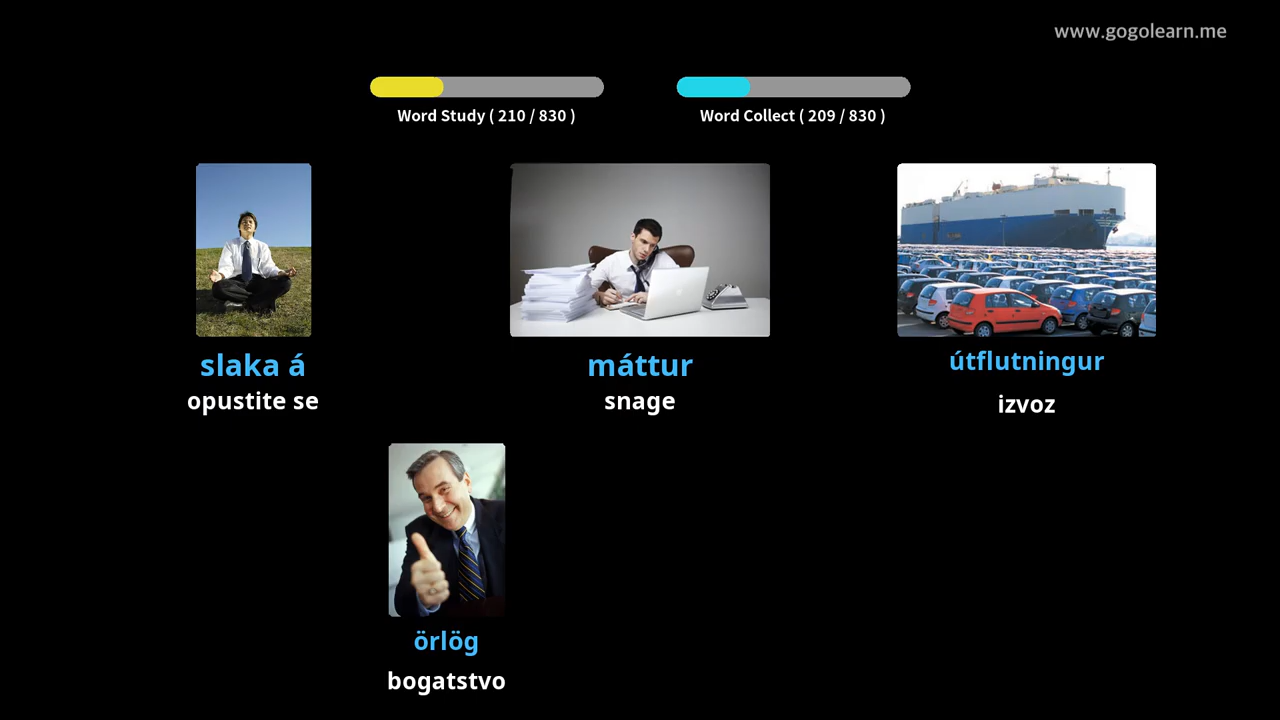 www.gogolearn.me
Word Study ( 210 / 830 )
Word Collect ( 209 / 830 )
slaka á
opustite se
máttur
snage
útflutningur
izvoz
örlög
bogatstvo